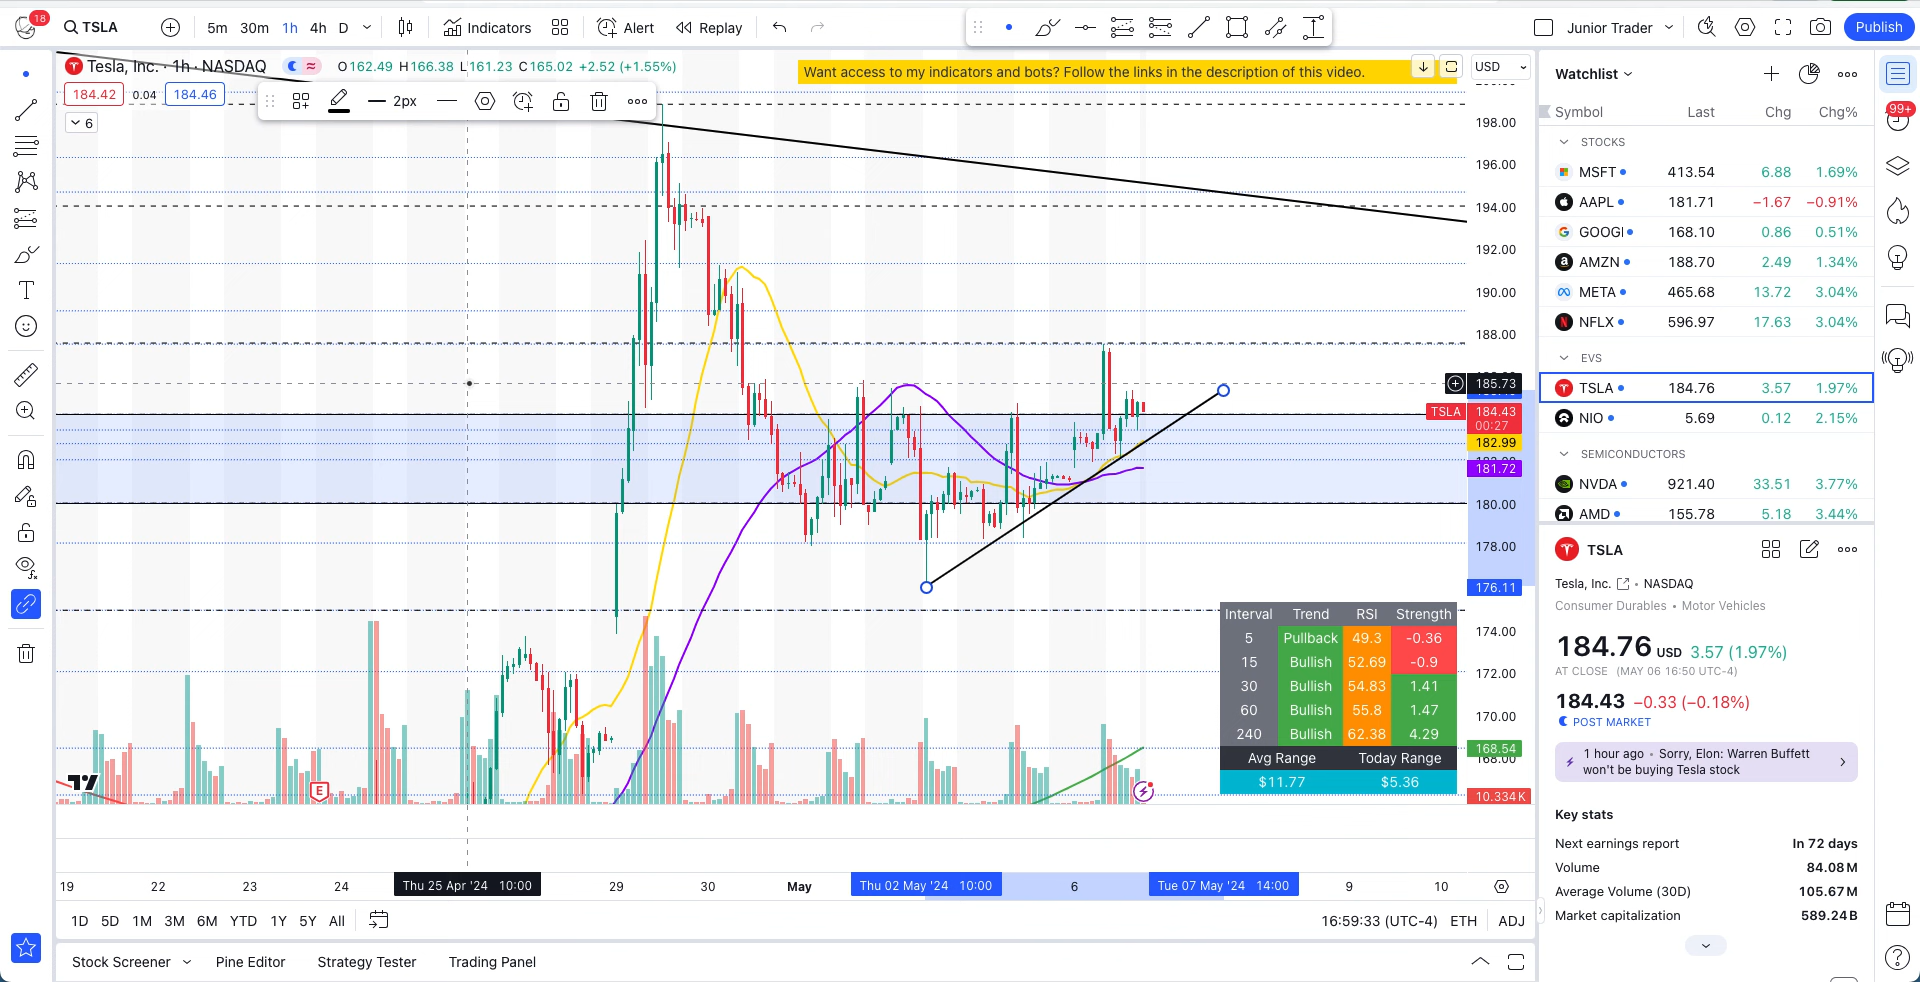 18
TSLA
5m 30m 1h 4h D
Indicators
Alert
Replay
Junior Trader
Publish
Tesla, Inc. · 1h · NASDAQ
O162.49 H166.38 L161.23 C165.02 +2.52 (+1.55%)
Want access to my indicators and bots? Follow the links in the description of this video.
USD
184.42 0.04 184.46
2px
6
198.00
196.00
194.00
192.00
190.00
188.00
185.73
TSLA 184.43
00:27
182.99
181.72
180.00
178.00
176.11
174.00
172.00
170.00
168.54
168.00
10.334K
Interval Trend RSI Strength
5 Pullback 49.3 -0.36
15 Bullish 52.69 -0.9
30 Bullish 54.83 1.41
60 Bullish 55.8 1.47
240 Bullish 62.38 4.29
Avg Range Today Range
$11.77 $5.36
E
19 22 23 24 Thu 25 Apr '24 10:00 29 30 May Thu 02 May '24 10:00 6 Tue 07 May '24 14:00 9 10
1D 5D 1M 3M 6M YTD 1Y 5Y All
16:59:33 (UTC-4) ETH ADJ
Stock Screener Pine Editor Strategy Tester Trading Panel
Watchlist
Symbol Last Chg Chg%
STOCKS
MSFT 413.54 6.88 1.69%
AAPL 181.71 −1.67 −0.91%
GOOGL 168.10 0.86 0.51%
AMZN 188.70 2.49 1.34%
META 465.68 13.72 3.04%
NFLX 596.97 17.63 3.04%
EVS
TSLA 184.76 3.57 1.97%
NIO 5.69 0.12 2.15%
SEMICONDUCTORS
NVDA 921.40 33.51 3.77%
AMD 155.78 5.18 3.44%
TSLA
Tesla, Inc. • NASDAQ
Consumer Durables • Motor Vehicles
184.76 USD 3.57 (1.97%)
AT CLOSE (MAY 06 16:50 UTC-4)
184.43 −0.33 (−0.18%)
POST MARKET
1 hour ago • Sorry, Elon: Warren Buffett
won't be buying Tesla stock
Key stats
Next earnings report In 72 days
Volume 84.08M
Average Volume (30D) 105.67M
Market capitalization 589.24B
99+